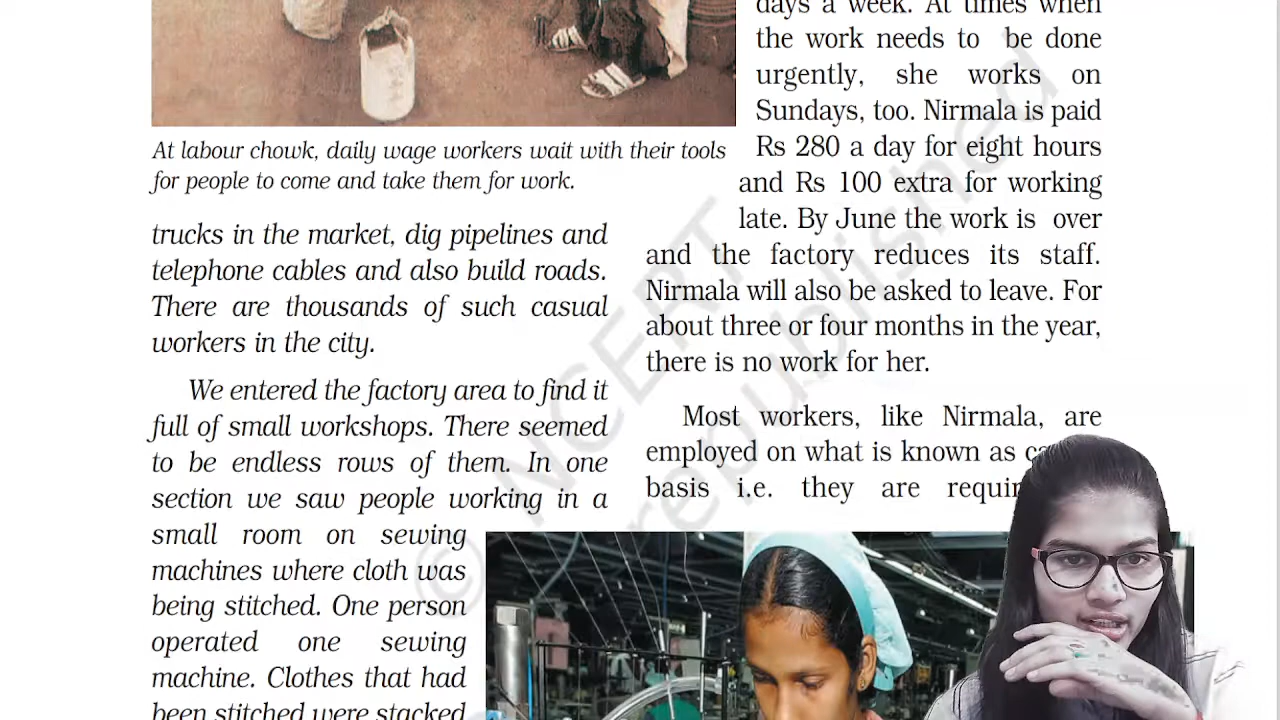 At labour chowk, daily wage workers wait with their tools
for people to come and take them for work.
trucks in the market, dig pipelines and
telephone cables and also build roads.
There are thousands of such casual
workers in the city.
We entered the factory area to find it
full of small workshops. There seemed
to be endless rows of them. In one
section we saw people working in a
small room on sewing
machines where cloth was
being stitched. One person
operated one sewing
machine. Clothes that had
been stitched were stacked
days a week. At times when
the work needs to be done
urgently, she works on
Sundays, too. Nirmala is paid
Rs 280 a day for eight hours
and Rs 100 extra for working
late. By June the work is over
and the factory reduces its staff.
Nirmala will also be asked to leave. For
about three or four months in the year,
there is no work for her.
Most workers, like Nirmala, are
employed on what is known as
basis i.e. they are
© NCERT
republished